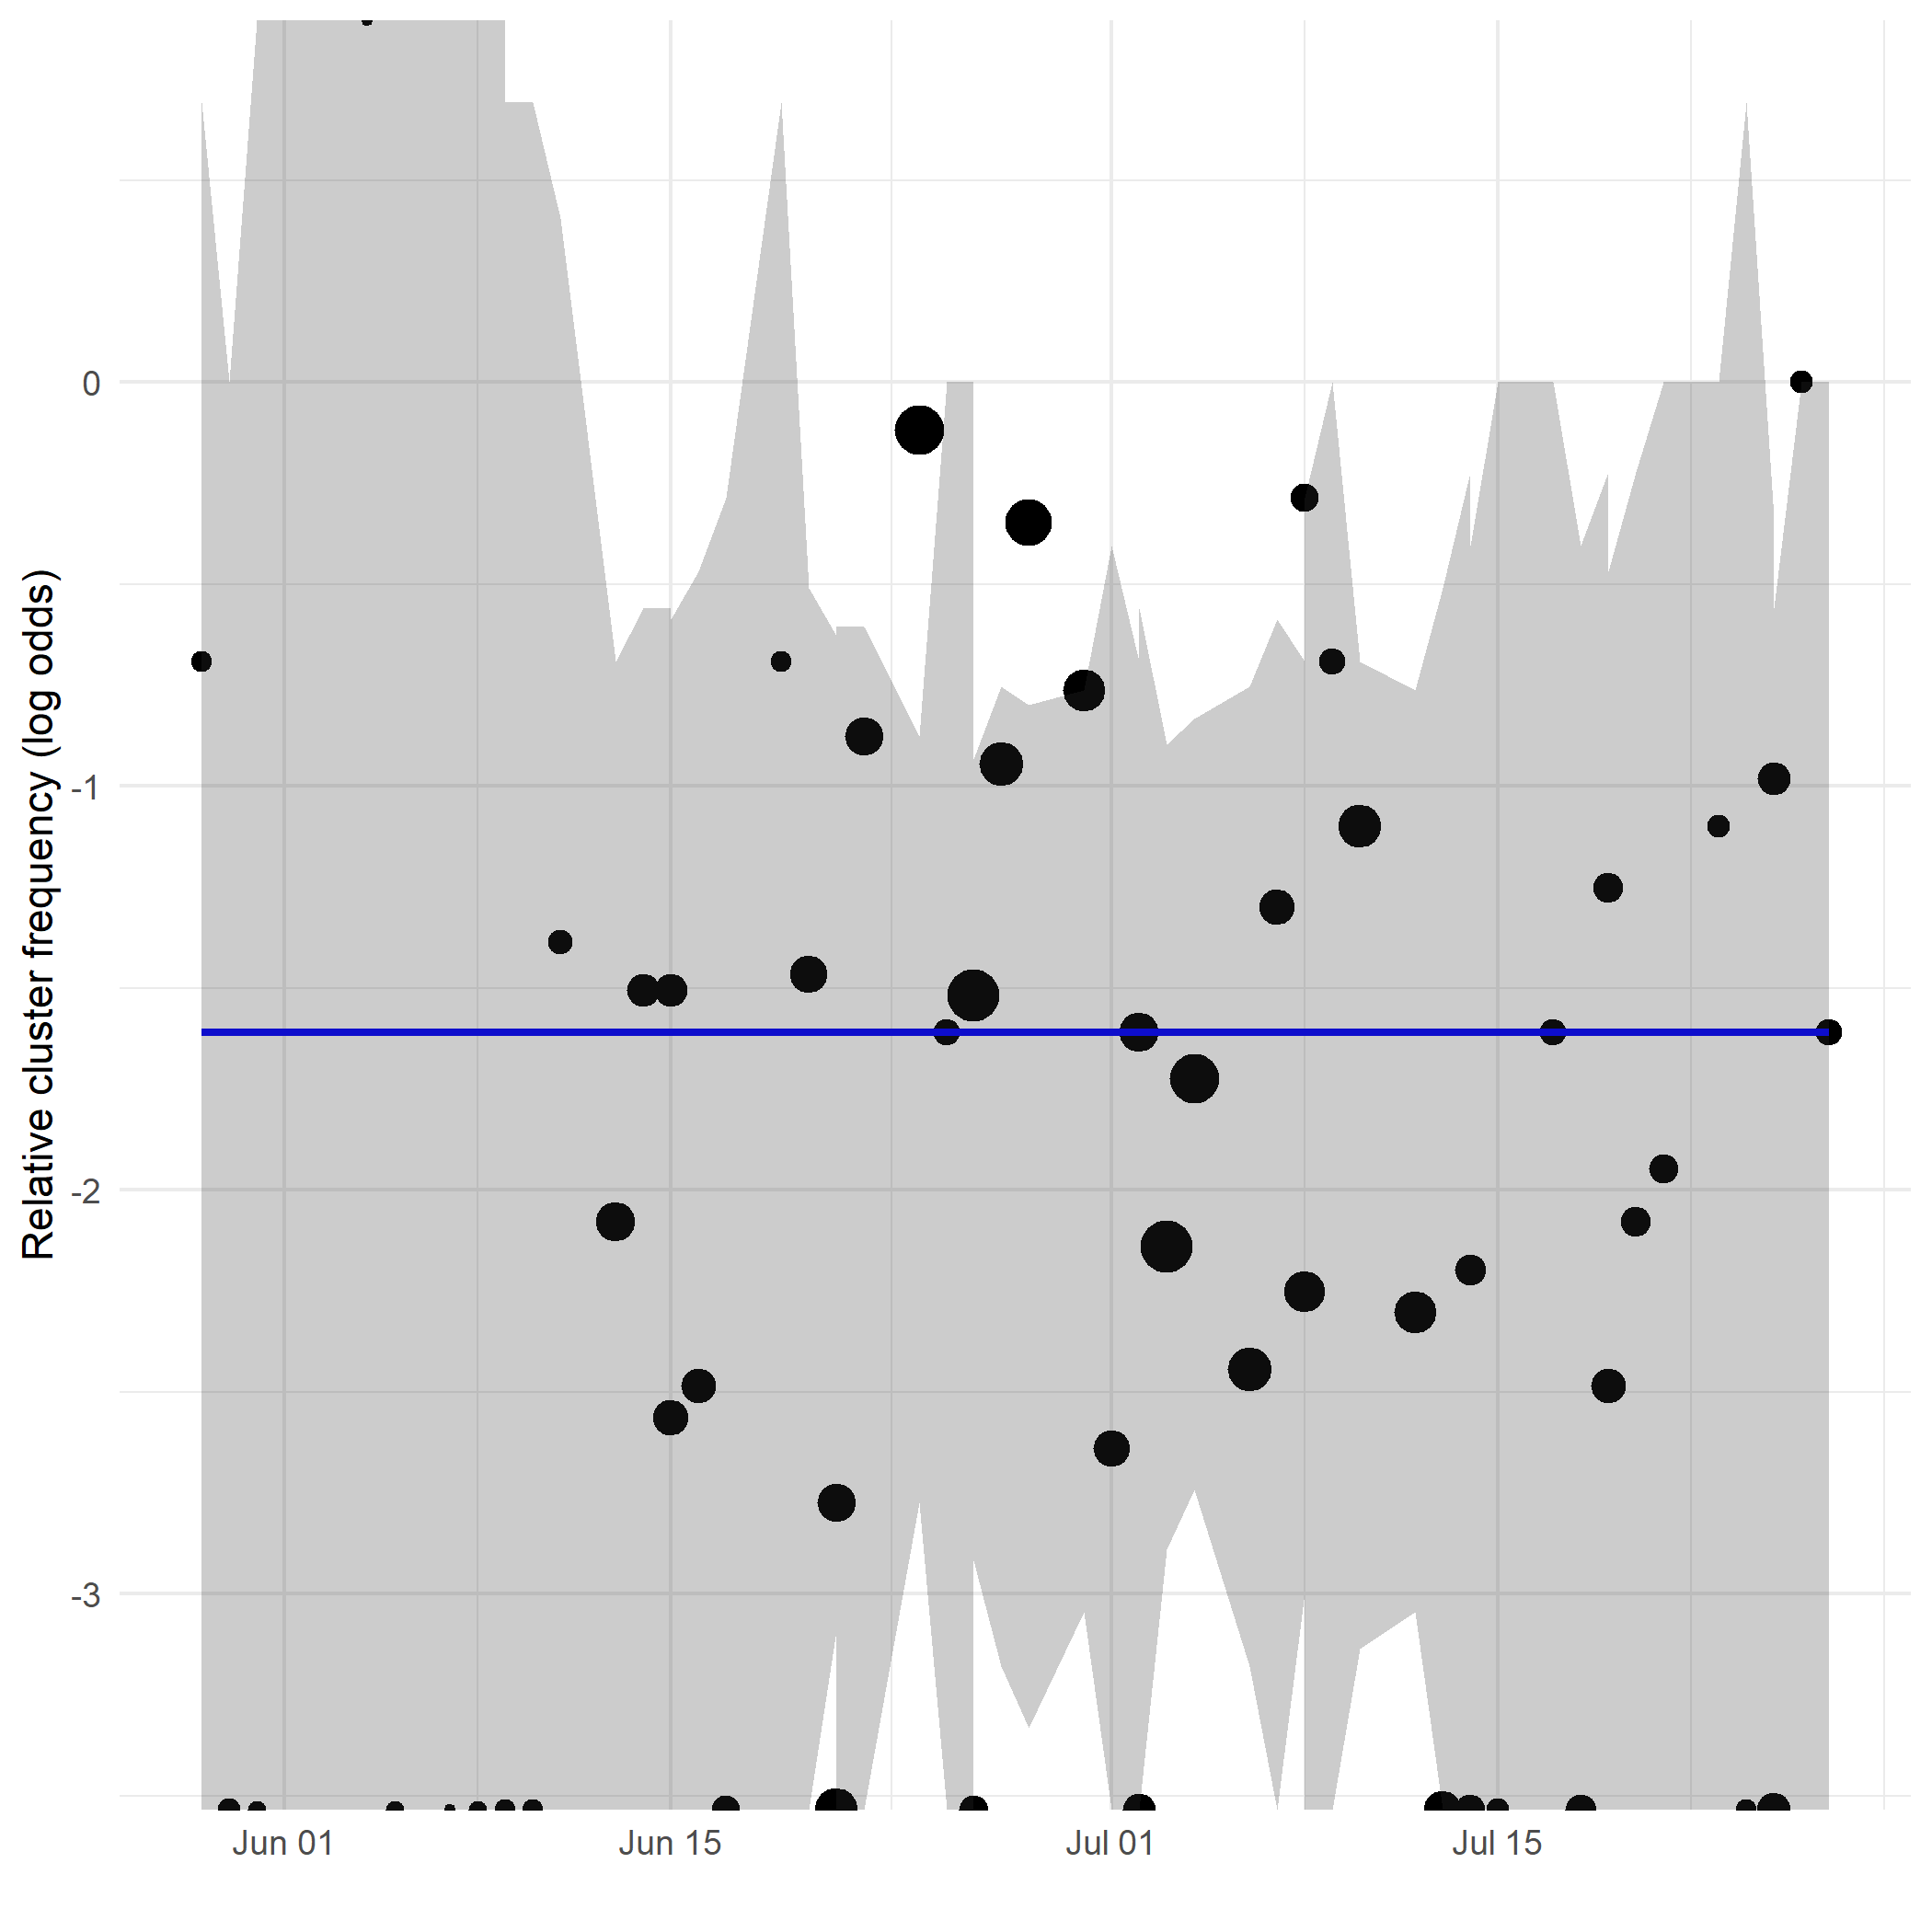 Relative cluster frequency (log odds)
0
-1
-2
-3
Jun 01
Jun 15
Jul 01
Jul 15